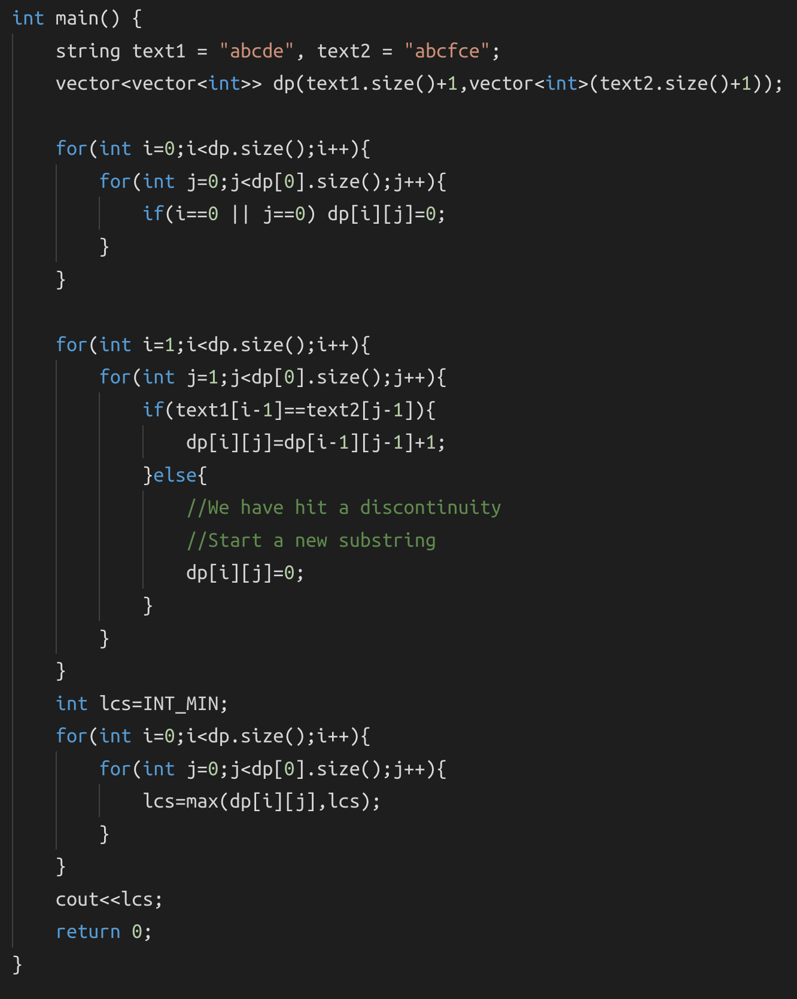 int main() {
    string text1 = "abcde", text2 = "abcfce";
    vector<vector<int>> dp(text1.size()+1,vector<int>(text2.size()+1));

    for(int i=0;i<dp.size();i++){
        for(int j=0;j<dp[0].size();j++){
            if(i==0 || j==0) dp[i][j]=0;
        }
    }

    for(int i=1;i<dp.size();i++){
        for(int j=1;j<dp[0].size();j++){
            if(text1[i-1]==text2[j-1]){
                dp[i][j]=dp[i-1][j-1]+1;
            }else{
                //We have hit a discontinuity
                //Start a new substring
                dp[i][j]=0;
            }
        }
    }
    int lcs=INT_MIN;
    for(int i=0;i<dp.size();i++){
        for(int j=0;j<dp[0].size();j++){
            lcs=max(dp[i][j],lcs);
        }
    }
    cout<<lcs;
    return 0;
}